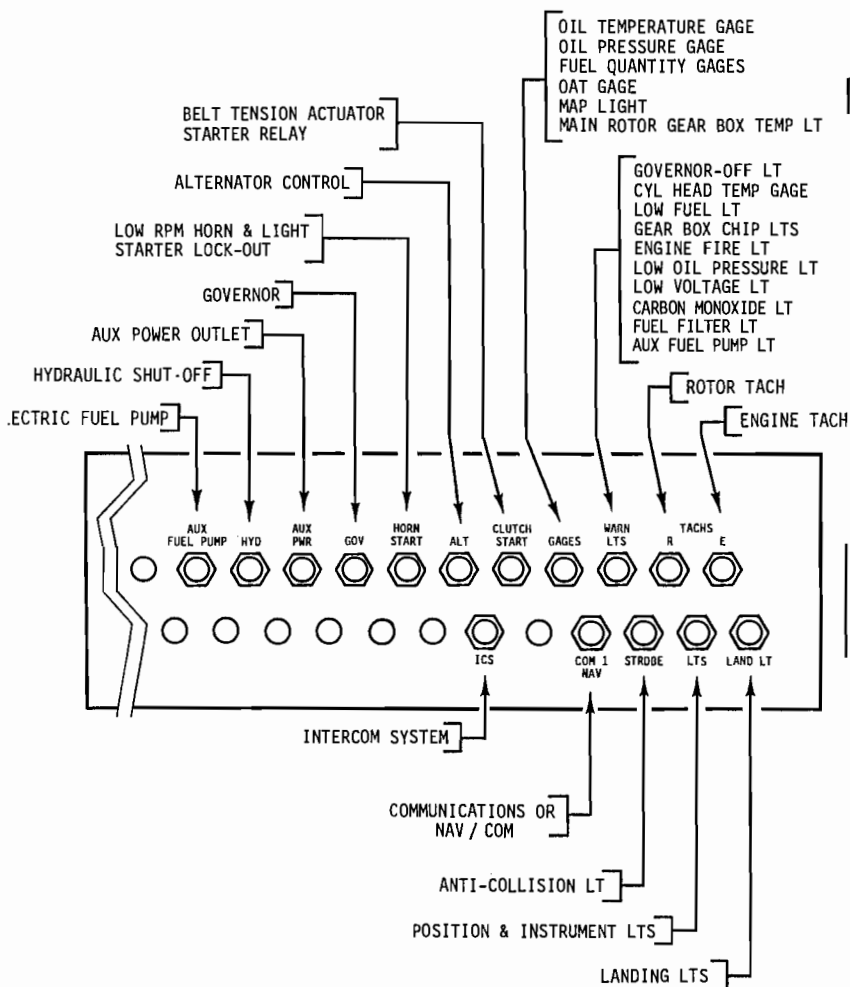 OIL TEMPERATURE GAGE
OIL PRESSURE GAGE
FUEL QUANTITY GAGES
OAT GAGE
MAP LIGHT
MAIN ROTOR GEAR BOX TEMP LT
BELT TENSION ACTUATOR
STARTER RELAY
ALTERNATOR CONTROL
LOW RPM HORN & LIGHT
STARTER LOCK-OUT
GOVERNOR
AUX POWER OUTLET
HYDRAULIC SHUT-OFF
.ECTRIC FUEL PUMP
GOVERNOR-OFF LT
CYL HEAD TEMP GAGE
LOW FUEL LT
GEAR BOX CHIP LTS
ENGINE FIRE LT
LOW OIL PRESSURE LT
LOW VOLTAGE LT
CARBON MONOXIDE LT
FUEL FILTER LT
AUX FUEL PUMP LT
ROTOR TACH
ENGINE TACH
AUX
FUEL PUMP
HYD
AUX
PWR
GOV
HORN
START
ALT
CLUTCH
START
GAGES
WARN
LTS
TACHS
R
E
ICS
COM 1
NAV
STROBE
LTS
LAND LT
INTERCOM SYSTEM
COMMUNICATIONS OR
NAV / COM
ANTI-COLLISION LT
POSITION & INSTRUMENT LTS
LANDING LTS